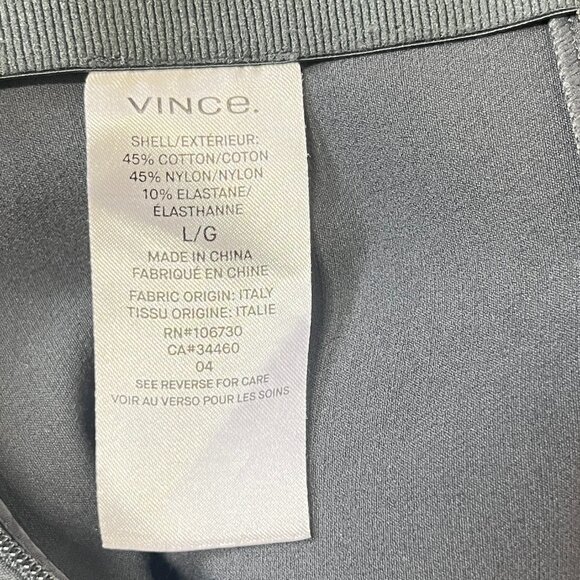 VINCE.
SHELL/EXTÉRIEUR:
45% COTTON/COTON
45% NYLON/NYLON
10% ELASTANE/
ÉLASTHANNE
L/G
MADE IN CHINA
FABRIQUÉ EN CHINE
FABRIC ORIGIN: ITALY
TISSU ORIGINE: ITALIE
RN#106730
CA#34460
04
SEE REVERSE FOR CARE
VOIR AU VERSO POUR LES SOINS